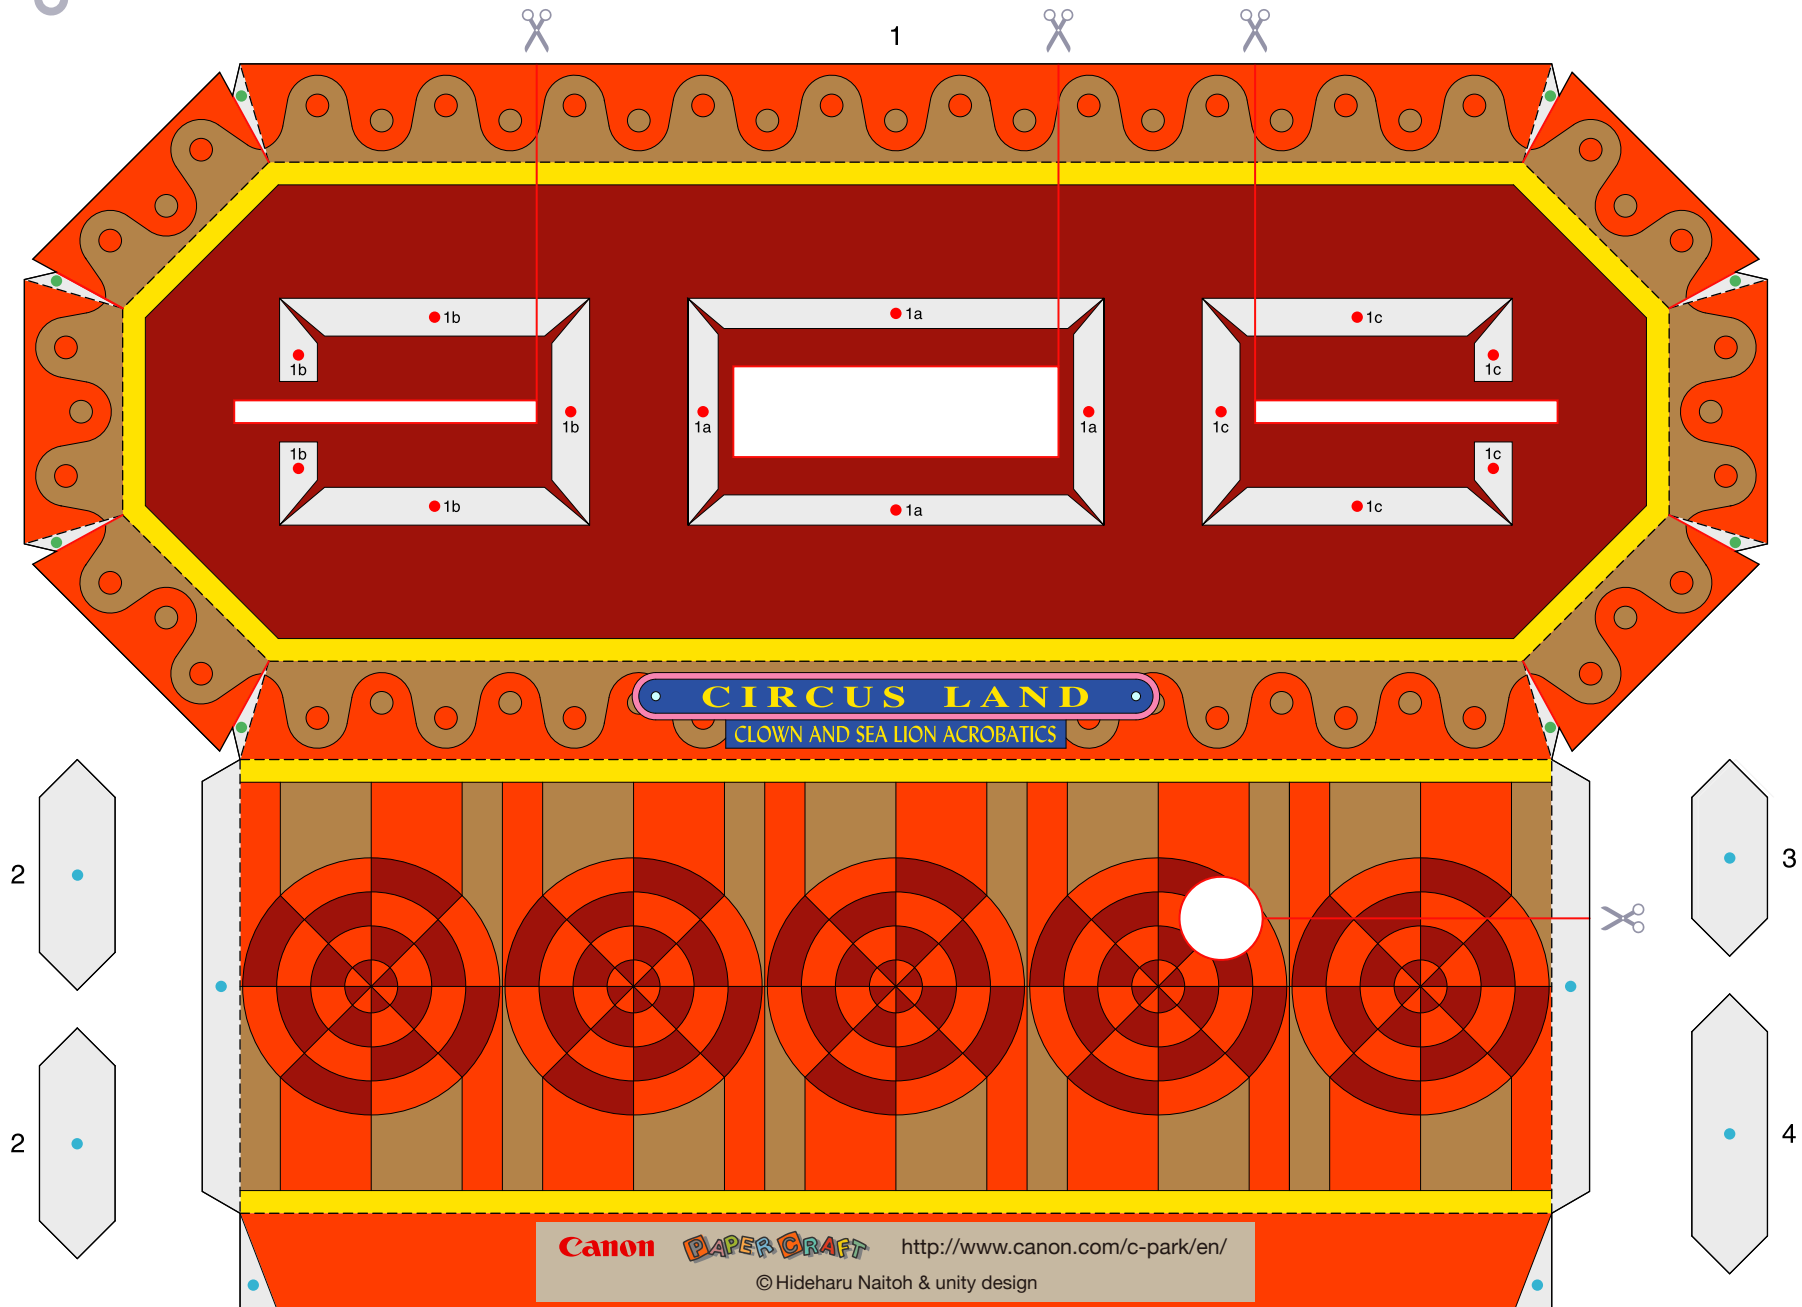 1
1b
1a
1c
1b
1c
1b
1a
1a
1c
1b
1c
1b
1a
1c
CIRCUS LAND
CLOWN AND SEA LION ACROBATICS
2
3
2
4
Canon PAPER CRAFT http://www.canon.com/c-park/en/
© Hideharu Naitoh & unity design